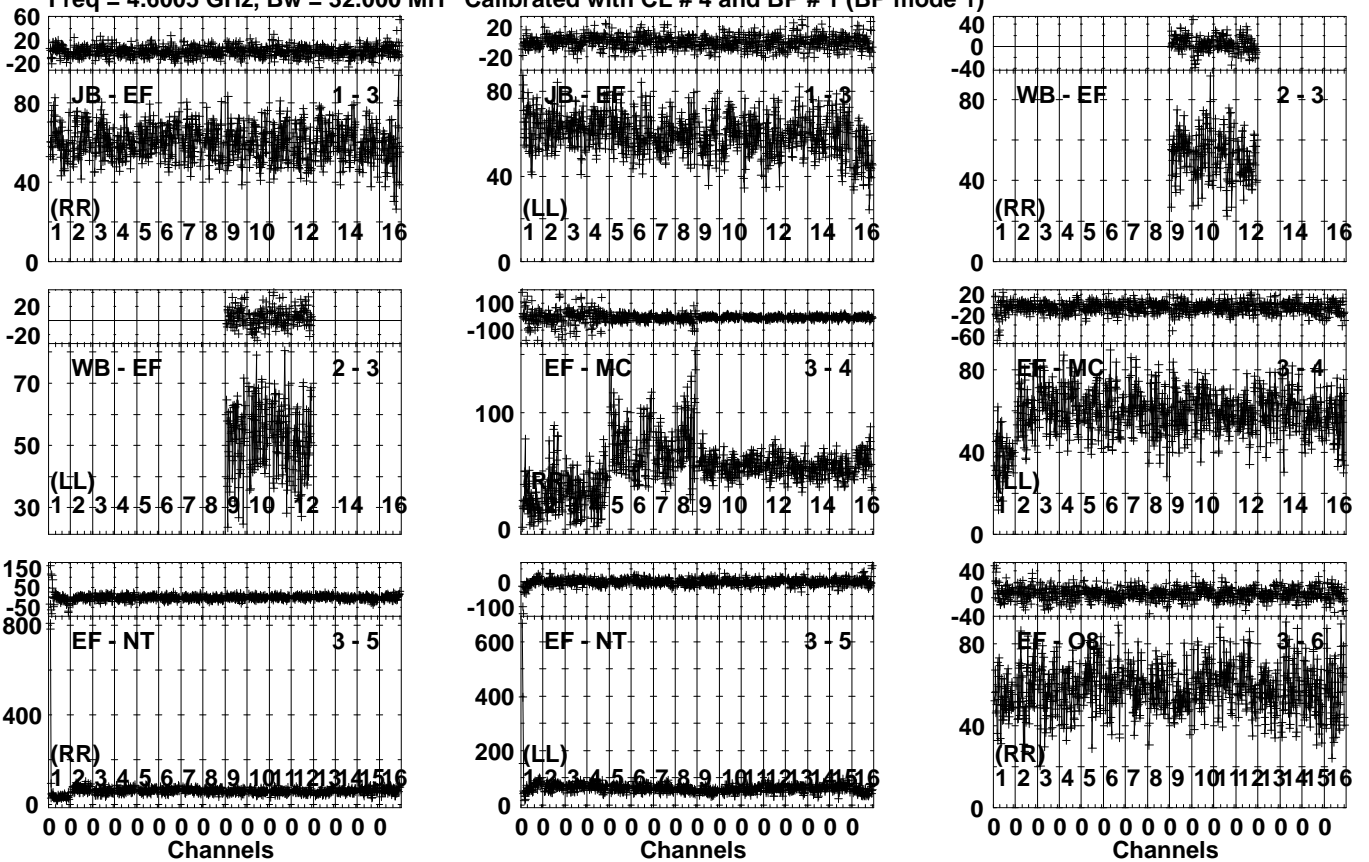 Freq = 4.6005 GHz, Bw = 32.000 MH Calibrated with CL # 4 and BP # 1 (BP mode 1)
60 20 -20
JB - EF 1 - 3
80 40 0
(RR)
1 2 3 4 5 6 7 8 9 10 12 14 16
20 -20
JB - EF 1 - 3
80 40 0
(LL)
1 2 3 4 5 6 7 8 9 10 12 14 16
40 0 -40
WB - EF 2 - 3
80 40 0
(RR)
1 2 3 4 5 6 7 8 9 10 12 14 16
20 -20
WB - EF 2 - 3
70 50 30
(LL)
1 2 3 4 5 6 7 8 9 10 12 14 16
100 -100
EF - MC 3 - 4
100 0
(RR)
1 2 3 4 5 6 7 8 9 10 12 14 16
20 -20 -60
EF - MC 3 - 4
80 40 0
(LL)
1 2 3 4 5 6 7 8 9 10 12 14 16
150 50 -50
EF - NT 3 - 5
800 400 0
(RR)
1 2 3 4 5 6 7 8 9 10 11 12 13 14 15 16
0 0 0 0 0 0 0 0 0 0 0 0 0 0 0 0
Channels
0 -100
EF - NT 3 - 5
600 400 200 0
(LL)
1 2 3 4 5 6 7 8 9 10 11 12 13 14 15 16
0 0 0 0 0 0 0 0 0 0 0 0 0 0 0 0
Channels
40 0 -40
EF - O8 3 - 6
80 40 0
(RR)
1 2 3 4 5 6 7 8 9 10 11 12 13 14 15 16
0 0 0 0 0 0 0 0 0 0 0 0 0 0 0 0
Channels